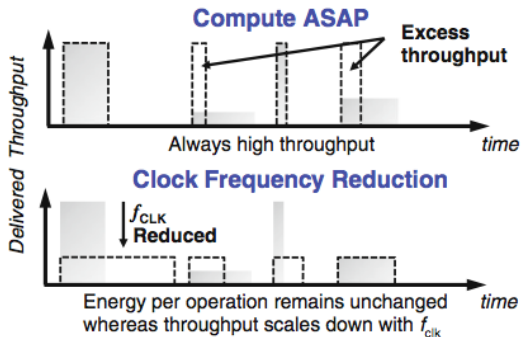 Compute ASAP
Excess
throughput
Delivered Throughput
Always high throughput
time
Clock Frequency Reduction
fCLK
Reduced
Energy per operation remains unchanged
time
whereas throughput scales down with fclk